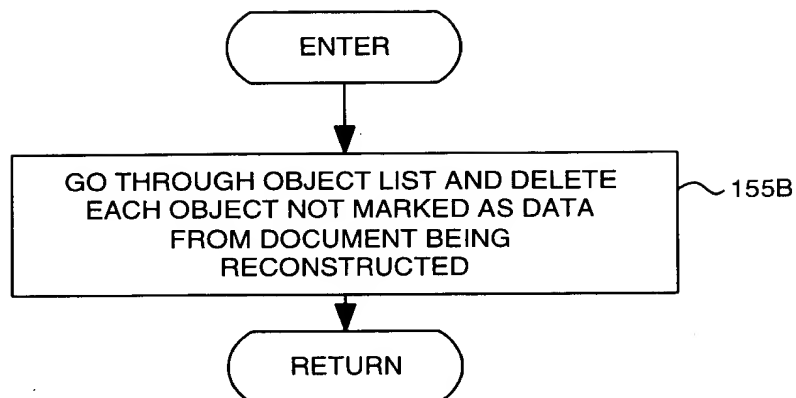 ENTER
GO THROUGH OBJECT LIST AND DELETE
EACH OBJECT NOT MARKED AS DATA
FROM DOCUMENT BEING
RECONSTRUCTED
155B
RETURN